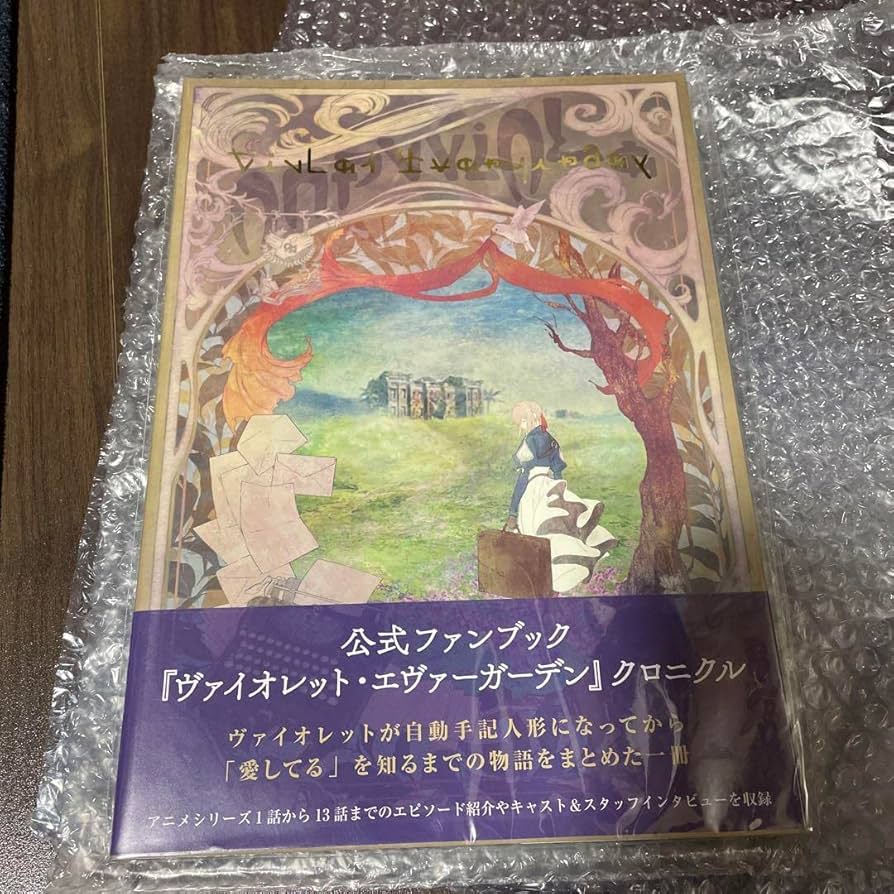 公式ファンブック
『ヴァイオレット・エヴァーガーデン』クロニクル
ヴァイオレットが自動手記人形になってから
「愛してる」を知るまでの物語をまとめた一冊
アニメシリーズ1話から13話までのエピソード紹介やキャスト&スタッフインタビューを収録